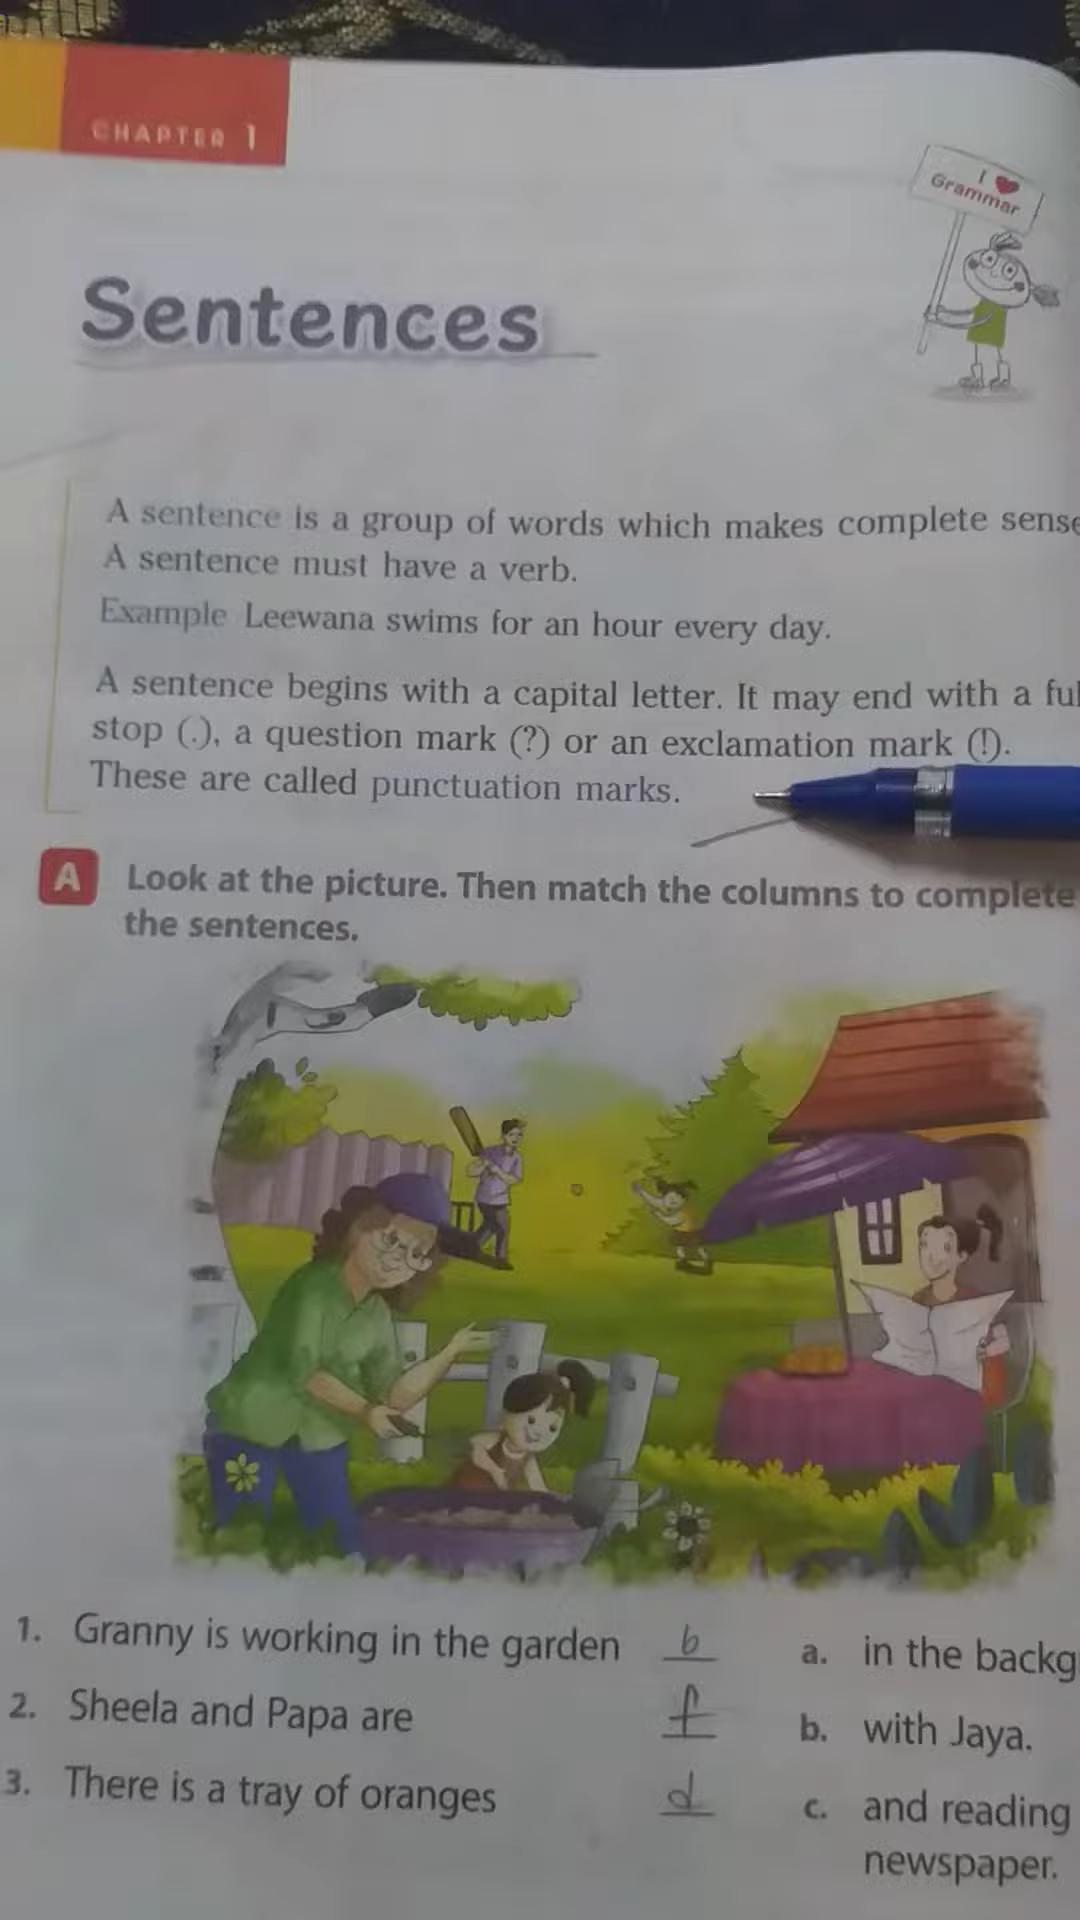 CHAPTER 1
I
Grammar
Sentences
A sentence is a group of words which makes complete sense
A sentence must have a verb.
Example Leewana swims for an hour every day.
A sentence begins with a capital letter. It may end with a ful
stop (.), a question mark (?) or an exclamation mark (!).
These are called punctuation marks.
A Look at the picture. Then match the columns to complete
the sentences.
1. Granny is working in the garden b a. in the backg
2. Sheela and Papa are f b. with Jaya.
3. There is a tray of oranges d c. and reading
newspaper.